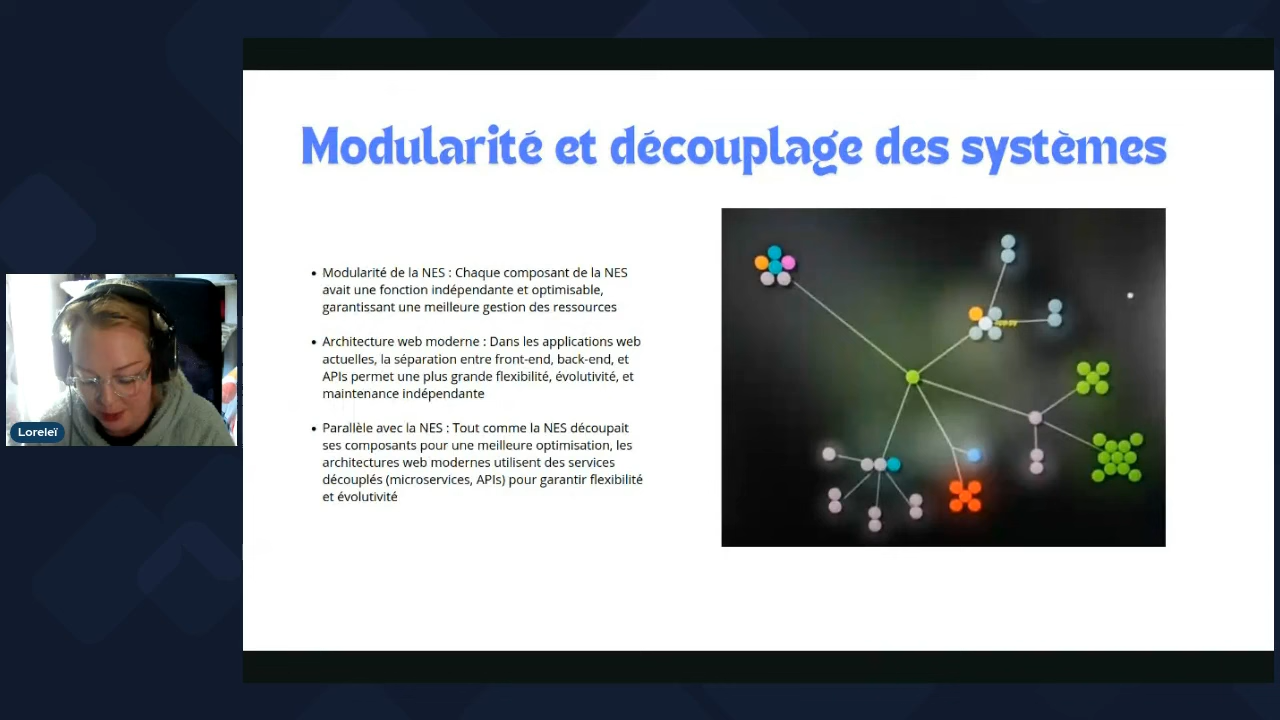 Modularité et découplage des systèmes
• Modularité de la NES : Chaque composant de la NES
avait une fonction indépendante et optimisable,
garantissant une meilleure gestion des ressources
• Architecture web moderne : Dans les applications web
actuelles, la séparation entre front-end, back-end, et
APIs permet une plus grande flexibilité, évolutivité, et
maintenance indépendante
• Parallèle avec la NES : Tout comme la NES découpait
ses composants pour une meilleure optimisation, les
architectures web modernes utilisent des services
découplés (microservices, APIs) pour garantir flexibilité
et évolutivité
Loreleï